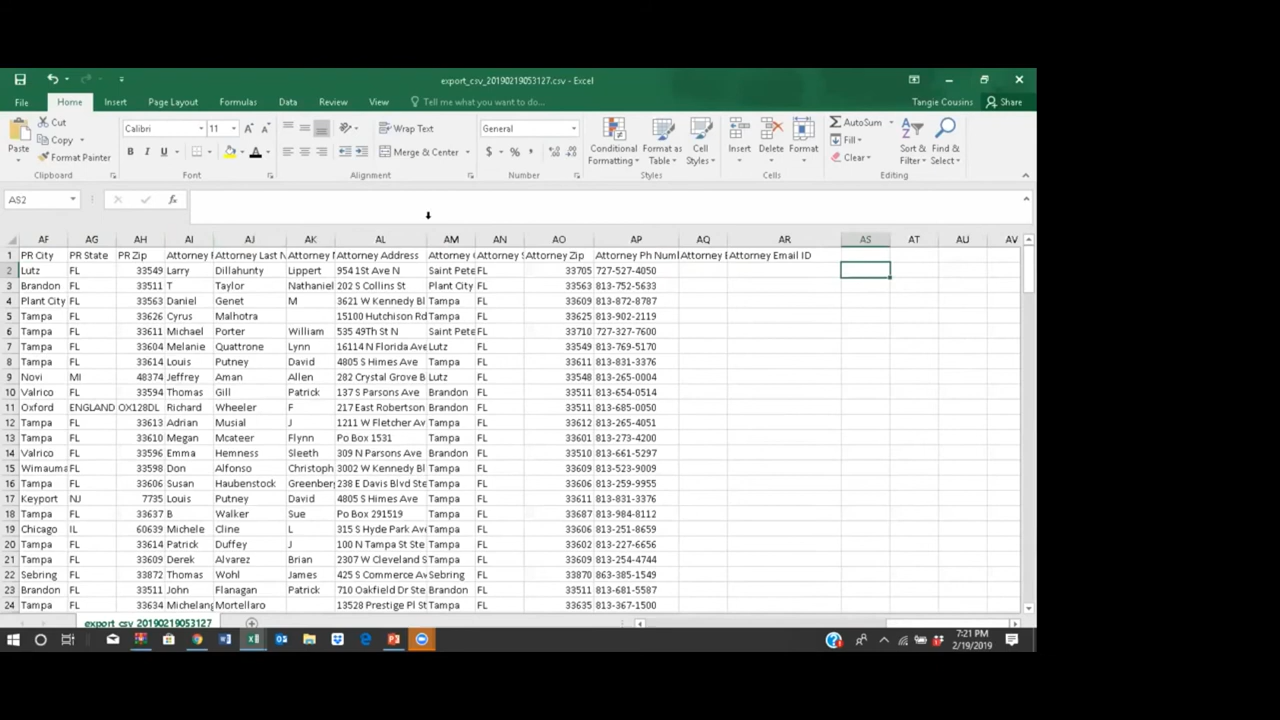 export_csv_20190219053127.csv - Excel
File Home Insert Page Layout Formulas Data Review View Tell me what you want to do... Tangie Cousins Share
Paste Cut Copy Format Painter Clipboard
Calibri 11 A A B I U A Font
Wrap Text Merge & Center Alignment
General $ % , Number
Conditional Formatting Format as Table Cell Styles Styles
Insert Delete Format Cells
AutoSum Fill Clear Sort & Filter Find & Select Editing
AS2 fx
AF AG AH AI AJ AK AL AM AN AO AP AQ AR AS AT AU AV
1 PR City PR State PR Zip Attorney F Attorney Last N Attorney M Attorney Address Attorney C Attorney S Attorney Zip Attorney Ph Num Attorney E Attorney Email ID
2 Lutz FL 33549 Larry Dillahunty Lippert 954 1St Ave N Saint Pete FL 33705 727-527-4050
3 Brandon FL 33511 T Taylor Nathaniel 202 S Collins St Plant City FL 33563 813-752-5633
4 Plant City FL 33563 Daniel Genet M 3621 W Kennedy Bl Tampa FL 33609 813-872-8787
5 Tampa FL 33626 Cyrus Malhotra 15100 Hutchison Rd Tampa FL 33625 813-902-2119
6 Tampa FL 33611 Michael Porter William 535 49Th St N Saint Pete FL 33710 727-327-7600
7 Tampa FL 33604 Melanie Quattrone Lynn 16114 N Florida Ave Lutz FL 33549 813-769-5170
8 Tampa FL 33614 Louis Putney David 4805 S Himes Ave Tampa FL 33611 813-831-3376
9 Novi MI 48374 Jeffrey Aman Allen 282 Crystal Grove B Lutz FL 33548 813-265-0004
10 Valrico FL 33594 Thomas Gill Patrick 137 S Parsons Ave Brandon FL 33511 813-654-0514
11 Oxford ENGLAND OX128DL Richard Wheeler F 217 East Robertson Brandon FL 33511 813-685-0050
12 Tampa FL 33613 Adrian Musial J 1211 W Fletcher Av Tampa FL 33612 813-265-4051
13 Tampa FL 33610 Megan Mcateer Flynn Po Box 1531 Tampa FL 33601 813-273-4200
14 Valrico FL 33596 Emma Hemness Sleeth 309 N Parsons Ave Brandon FL 33510 813-661-5297
15 Wimauma FL 33598 Don Alfonso Christoph 3002 W Kennedy Bl Tampa FL 33609 813-523-9009
16 Tampa FL 33606 Susan Haubenstock Greenberg 238 E Davis Blvd Ste Tampa FL 33606 813-259-9955
17 Keyport NJ 7735 Louis Putney David 4805 S Himes Ave Tampa FL 33611 813-831-3376
18 Tampa FL 33637 B Walker Sue Po Box 291519 Tampa FL 33687 813-984-8112
19 Chicago IL 60639 Michele Cline L 315 S Hyde Park Ave Tampa FL 33606 813-251-8659
20 Tampa FL 33614 Patrick Duffey J 100 N Tampa St Ste Tampa FL 33602 813-227-6656
21 Tampa FL 33609 Derek Alvarez Brian 2307 W Cleveland S Tampa FL 33609 813-254-4744
22 Sebring FL 33872 Thomas Wohl James 425 S Commerce Av Sebring FL 33870 863-385-1549
23 Brandon FL 33511 John Flanagan Patrick 710 Oakfield Dr Ste Brandon FL 33511 813-681-5587
24 Tampa FL 33634 Michelang Mortellaro 13528 Prestige Pl St Tampa FL 33635 813-367-1500
export_csv_20190219053127
7:21 PM
2/19/2019